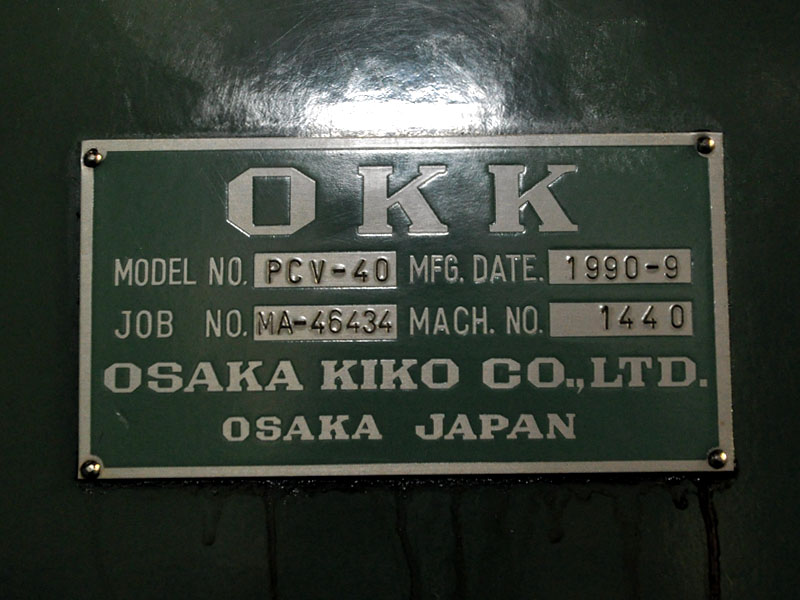 OKK
MODEL NO. PCV-40 MFG. DATE. 1990-9
JOB NO. MA-46434 MACH. NO. 1440
OSAKA KIKO CO., LTD.
OSAKA JAPAN